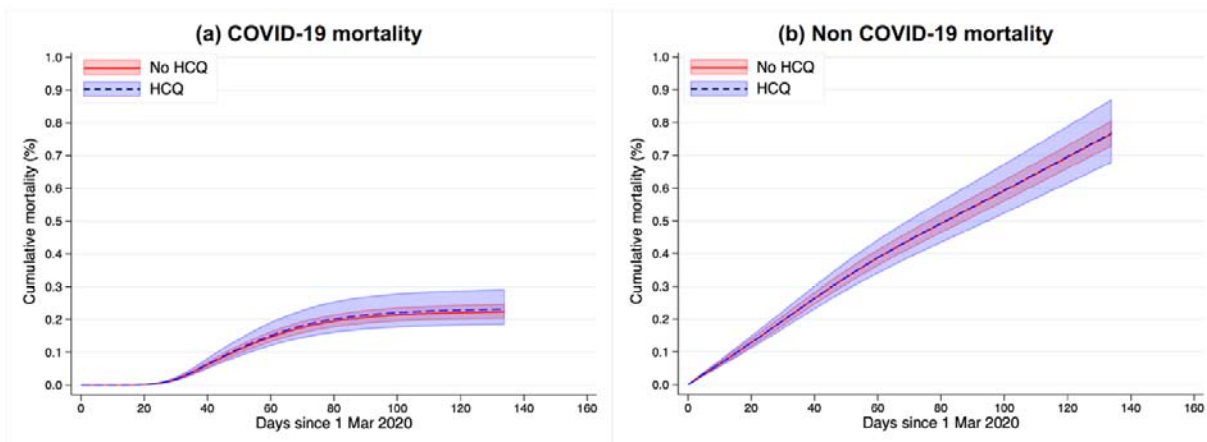 (a) COVID-19 mortality
1.0
0.9
0.8
0.7
0.6
0.5
0.4
0.3
0.2
0.1
0.0
Cumulative mortality (%)
No HCQ
HCQ
0 20 40 60 80 100 120 140 160
Days since 1 Mar 2020
(b) Non COVID-19 mortality
1.0
0.9
0.8
0.7
0.6
0.5
0.4
0.3
0.2
0.1
0.0
Cumulative mortality (%)
No HCQ
HCQ
0 20 40 60 80 100 120 140 160
Days since 1 Mar 2020